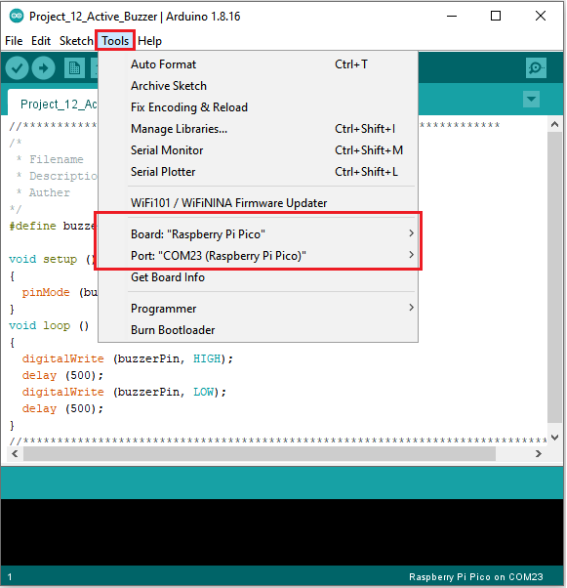 Project_12_Active_Buzzer | Arduino 1.8.16
File Edit Sketch Tools Help
Auto Format Ctrl+T
Archive Sketch
Fix Encoding & Reload
Manage Libraries... Ctrl+Shift+I
Serial Monitor Ctrl+Shift+M
Serial Plotter Ctrl+Shift+L
WiFi101 / WiFiNINA Firmware Updater
Board: "Raspberry Pi Pico"
Port: "COM23 (Raspberry Pi Pico)"
Get Board Info
Programmer
Burn Bootloader
Project_12_Ac
/*
* Filename
* Descriptio
* Auther
*/
#define buzze
void setup ()
{
pinMode (bu
}
void loop ()
{
digitalWrite (buzzerPin, HIGH);
delay (500);
digitalWrite (buzzerPin, LOW);
delay (500);
}
1 Raspberry Pi Pico on COM23